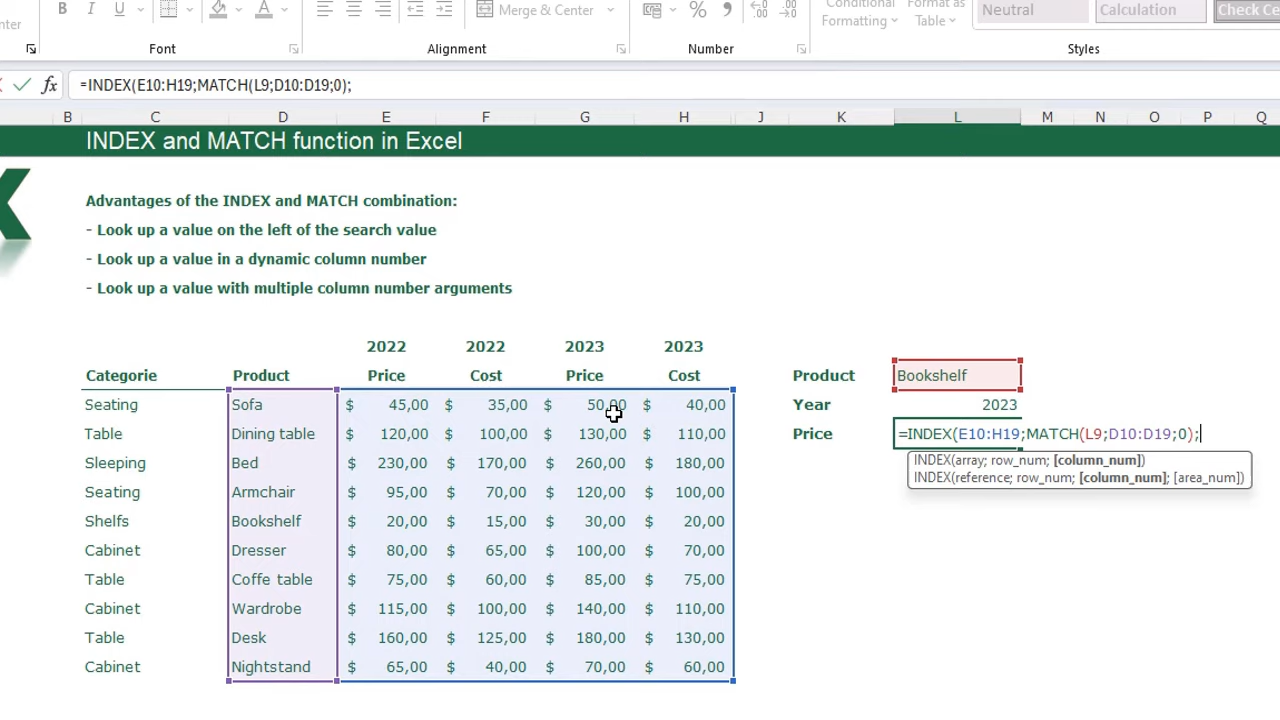 B I U A Merge & Center % Conditional Format as Neutral Calculation Check Ce
Center Formatting Table
Font Alignment Number Styles
fx =INDEX(E10:H19;MATCH(L9;D10:D19;0);
B C D E F G H J K L M N O P Q
INDEX and MATCH function in Excel
Advantages of the INDEX and MATCH combination:
- Look up a value on the left of the search value
- Look up a value in a dynamic column number
- Look up a value with multiple column number arguments
2022 2022 2023 2023
Categorie Product Price Cost Price Cost Product Bookshelf
Seating Sofa $ 45,00 $ 35,00 $ 50,00 $ 40,00 Year 2023
Table Dining table $ 120,00 $ 100,00 $ 130,00 $ 110,00 Price =INDEX(E10:H19;MATCH(L9;D10:D19;0);
Sleeping Bed $ 230,00 $ 170,00 $ 260,00 $ 180,00 INDEX(array; row_num; [column_num])
INDEX(reference; row_num; [column_num]; [area_num])
Seating Armchair $ 95,00 $ 70,00 $ 120,00 $ 100,00
Shelfs Bookshelf $ 20,00 $ 15,00 $ 30,00 $ 20,00
Cabinet Dresser $ 80,00 $ 65,00 $ 100,00 $ 70,00
Table Coffe table $ 75,00 $ 60,00 $ 85,00 $ 75,00
Cabinet Wardrobe $ 115,00 $ 100,00 $ 140,00 $ 110,00
Table Desk $ 160,00 $ 125,00 $ 180,00 $ 130,00
Cabinet Nightstand $ 65,00 $ 40,00 $ 70,00 $ 60,00